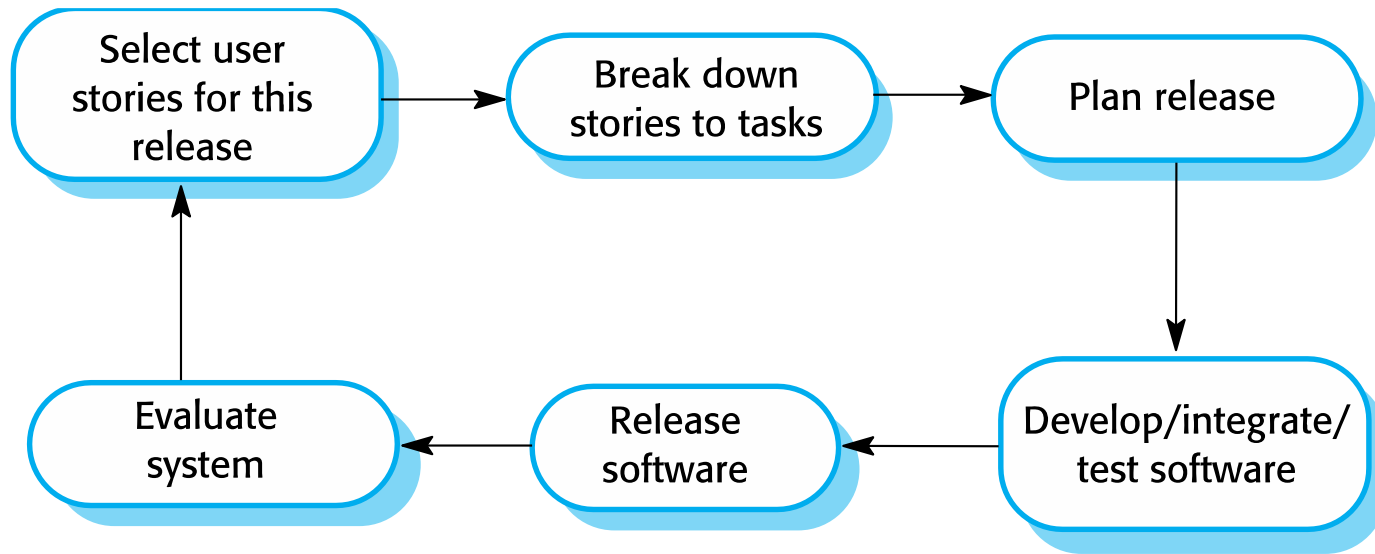 Select user
stories for this
release
Break down
stories to tasks
Plan release
Develop/integrate/
test software
Release
software
Evaluate
system